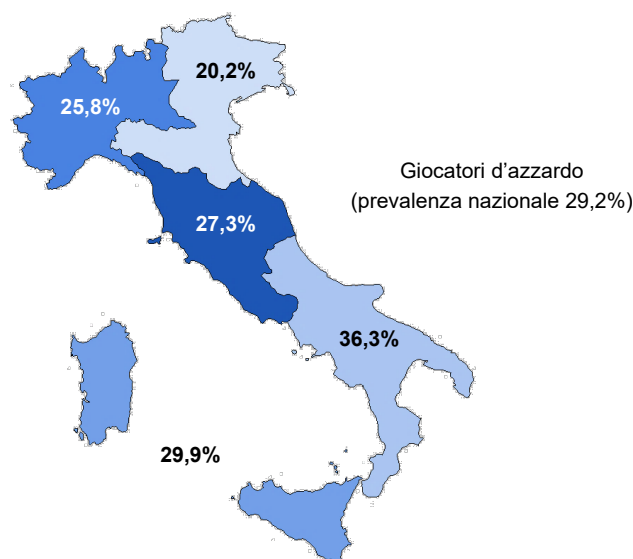 20,2%
25,8%
Giocatori d’azzardo
(prevalenza nazionale 29,2%)
27,3%
36,3%
29,9%